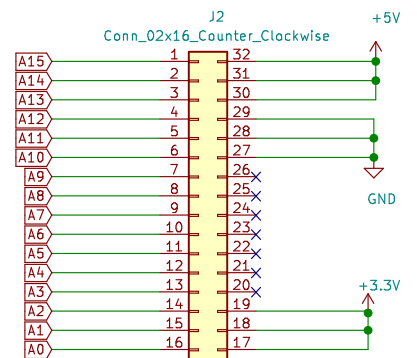 J2
+5V
Conn_02x16_Counter_Clockwise
A15 1 32
A14 2 31
A13 3 30
A12 4 29
A11 5 28
A10 6 27
A9 7 26
A8 8 25
GND
A7 9 24
A6 10 23
A5 11 22
A4 12 21
A3 13 20
+3.3V
A2 14 19
A1 15 18
A0 16 17